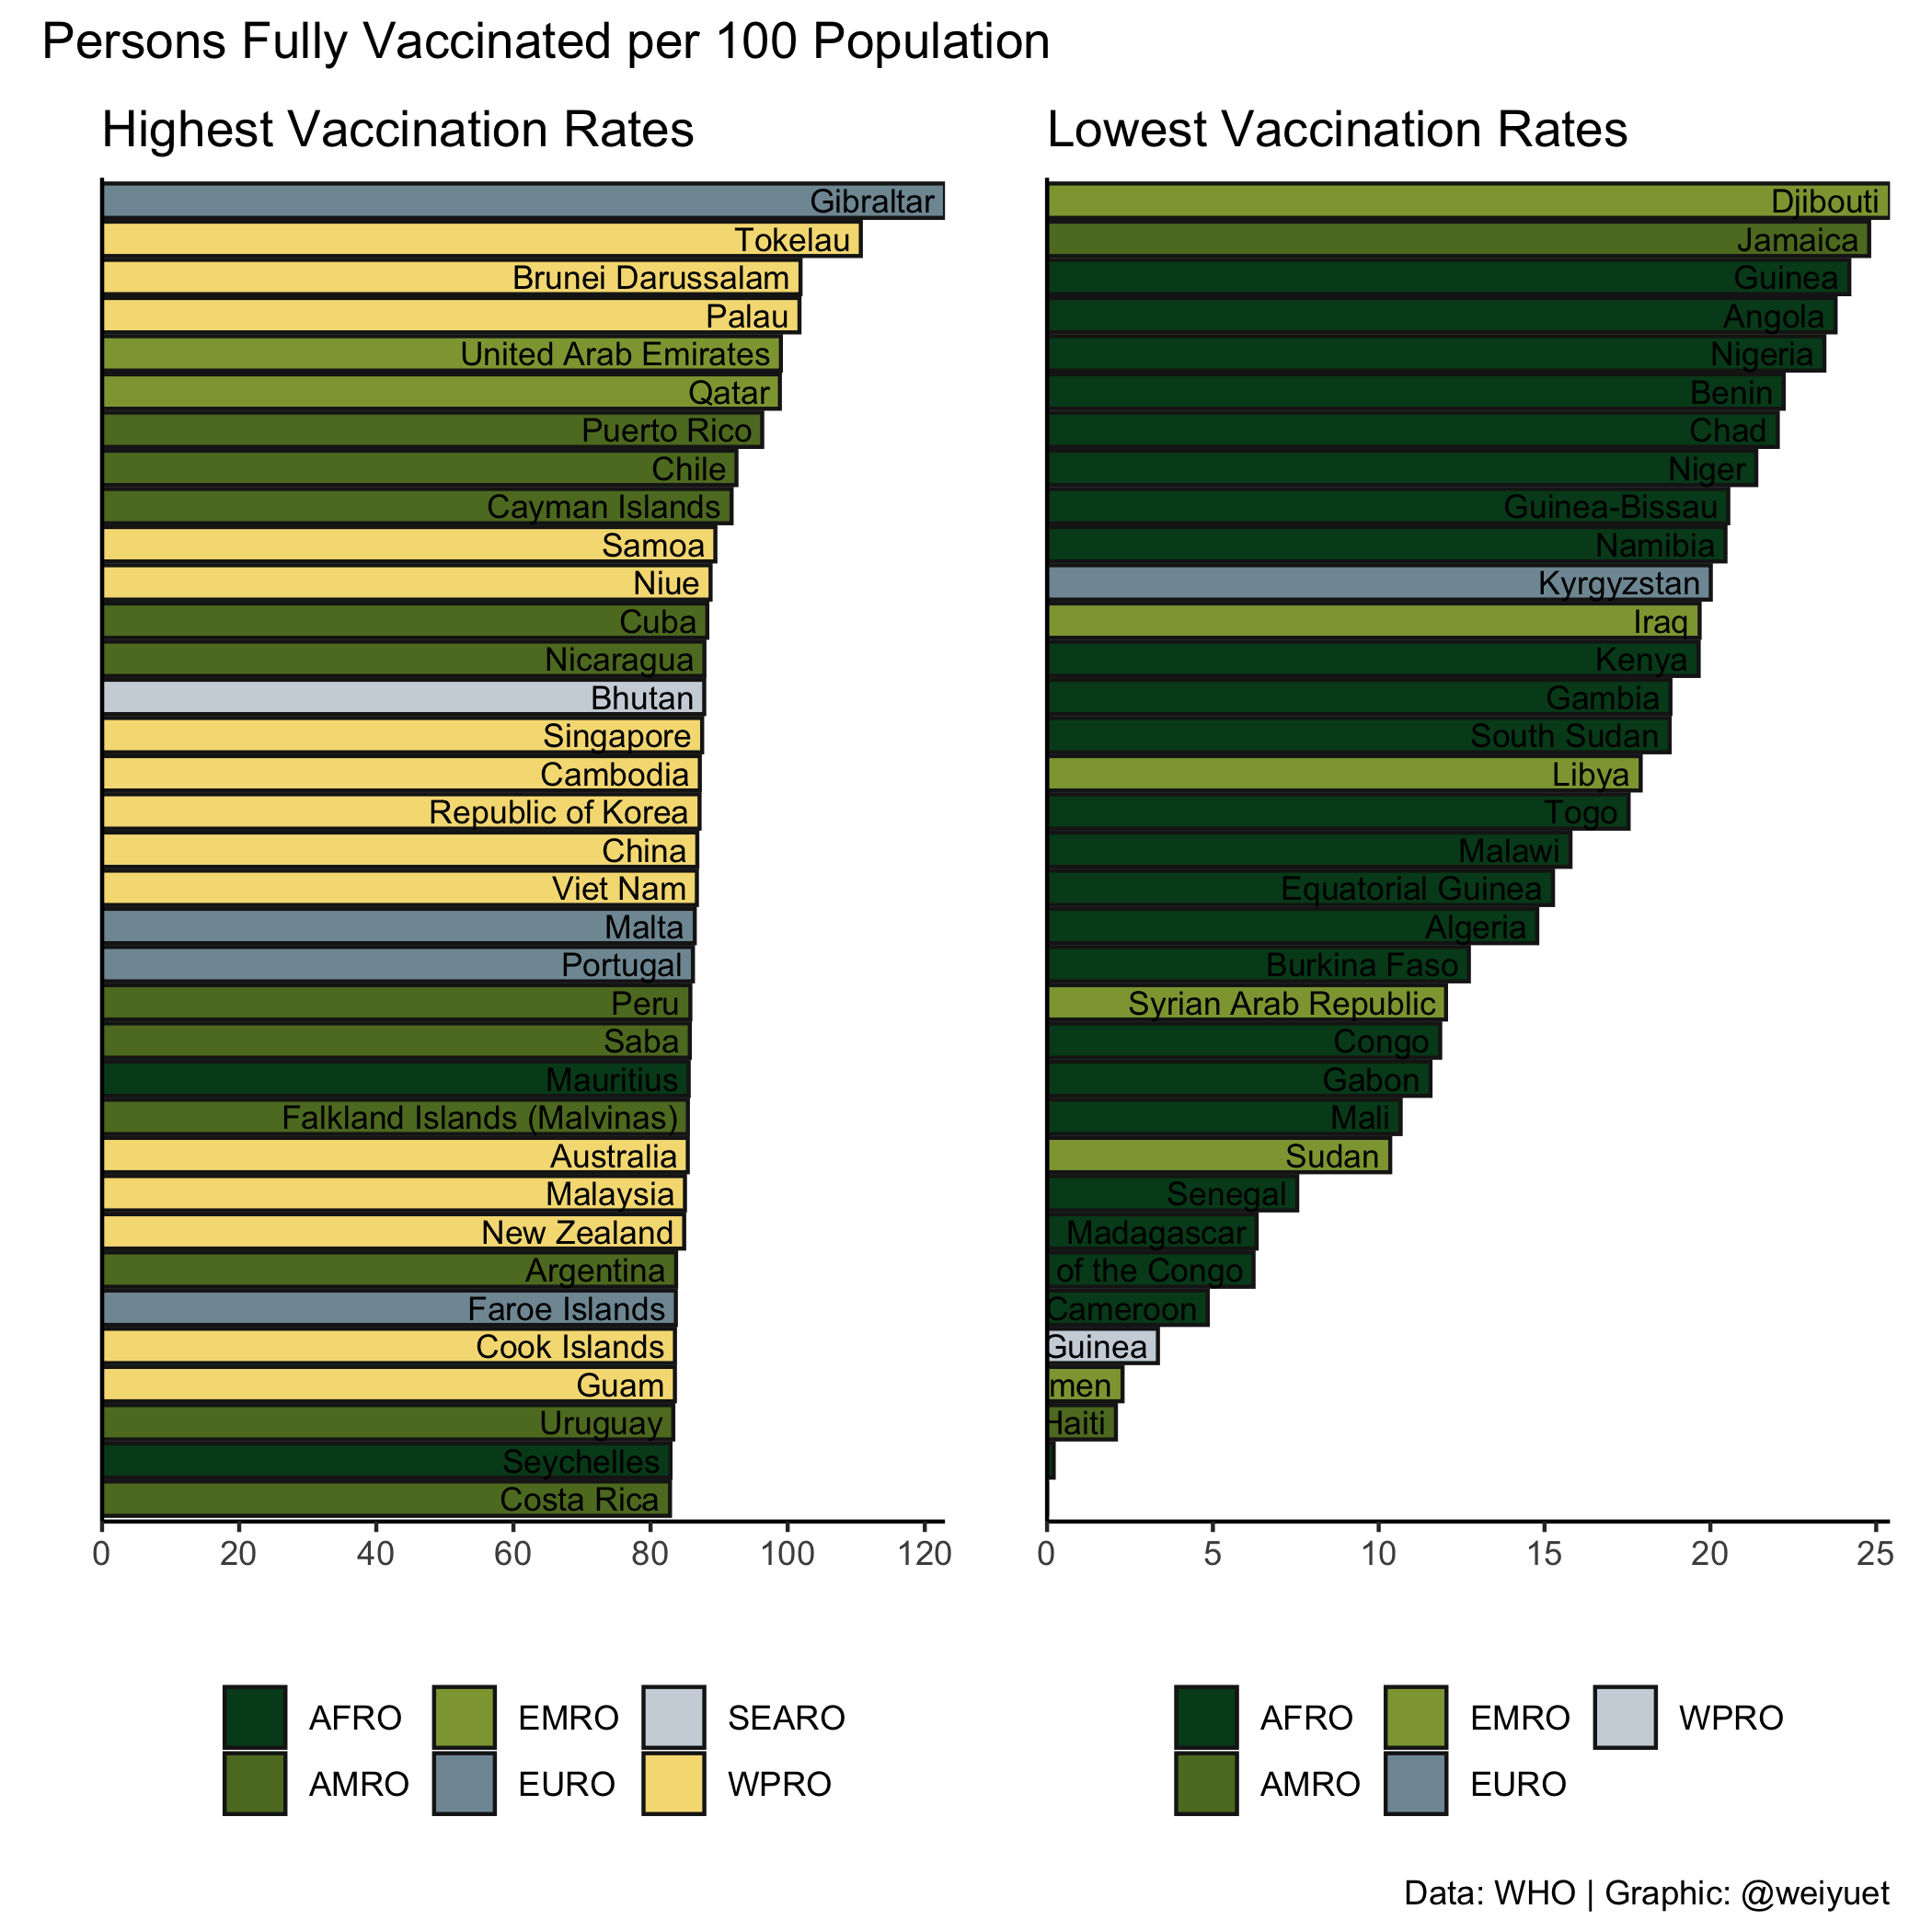 Persons Fully Vaccinated per 100 Population
Highest Vaccination Rates
Gibraltar
Tokelau
Brunei Darussalam
Palau
United Arab Emirates
Qatar
Puerto Rico
Chile
Cayman Islands
Samoa
Niue
Cuba
Nicaragua
Bhutan
Singapore
Cambodia
Republic of Korea
China
Viet Nam
Malta
Portugal
Peru
Saba
Mauritius
Falkland Islands (Malvinas)
Australia
Malaysia
New Zealand
Argentina
Faroe Islands
Cook Islands
Guam
Uruguay
Seychelles
Costa Rica
0 20 40 60 80 100 120
AFRO EMRO SEARO
AMRO EURO WPRO
Lowest Vaccination Rates
Djibouti
Jamaica
Guinea
Angola
Nigeria
Benin
Chad
Niger
Guinea-Bissau
Namibia
Kyrgyzstan
Iraq
Kenya
Gambia
South Sudan
Libya
Togo
Malawi
Equatorial Guinea
Algeria
Burkina Faso
Syrian Arab Republic
Congo
Gabon
Mali
Sudan
Senegal
Madagascar
of the Congo
Cameroon
Guinea
men
Haiti
0 5 10 15 20 25
AFRO EMRO WPRO
AMRO EURO
Data: WHO | Graphic: @weiyuet